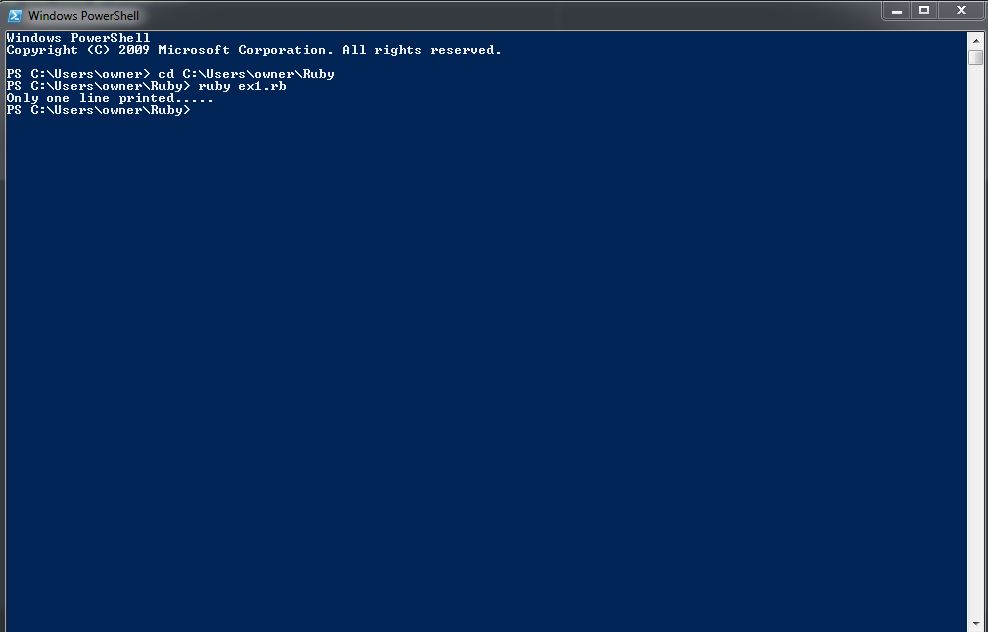 Windows PowerShell
Windows PowerShell
Copyright (C) 2009 Microsoft Corporation. All rights reserved.
PS C:\Users\owner> cd C:\Users\owner\Ruby
PS C:\Users\owner\Ruby> ruby ex1.rb
Only one line printed.....
PS C:\Users\owner\Ruby>